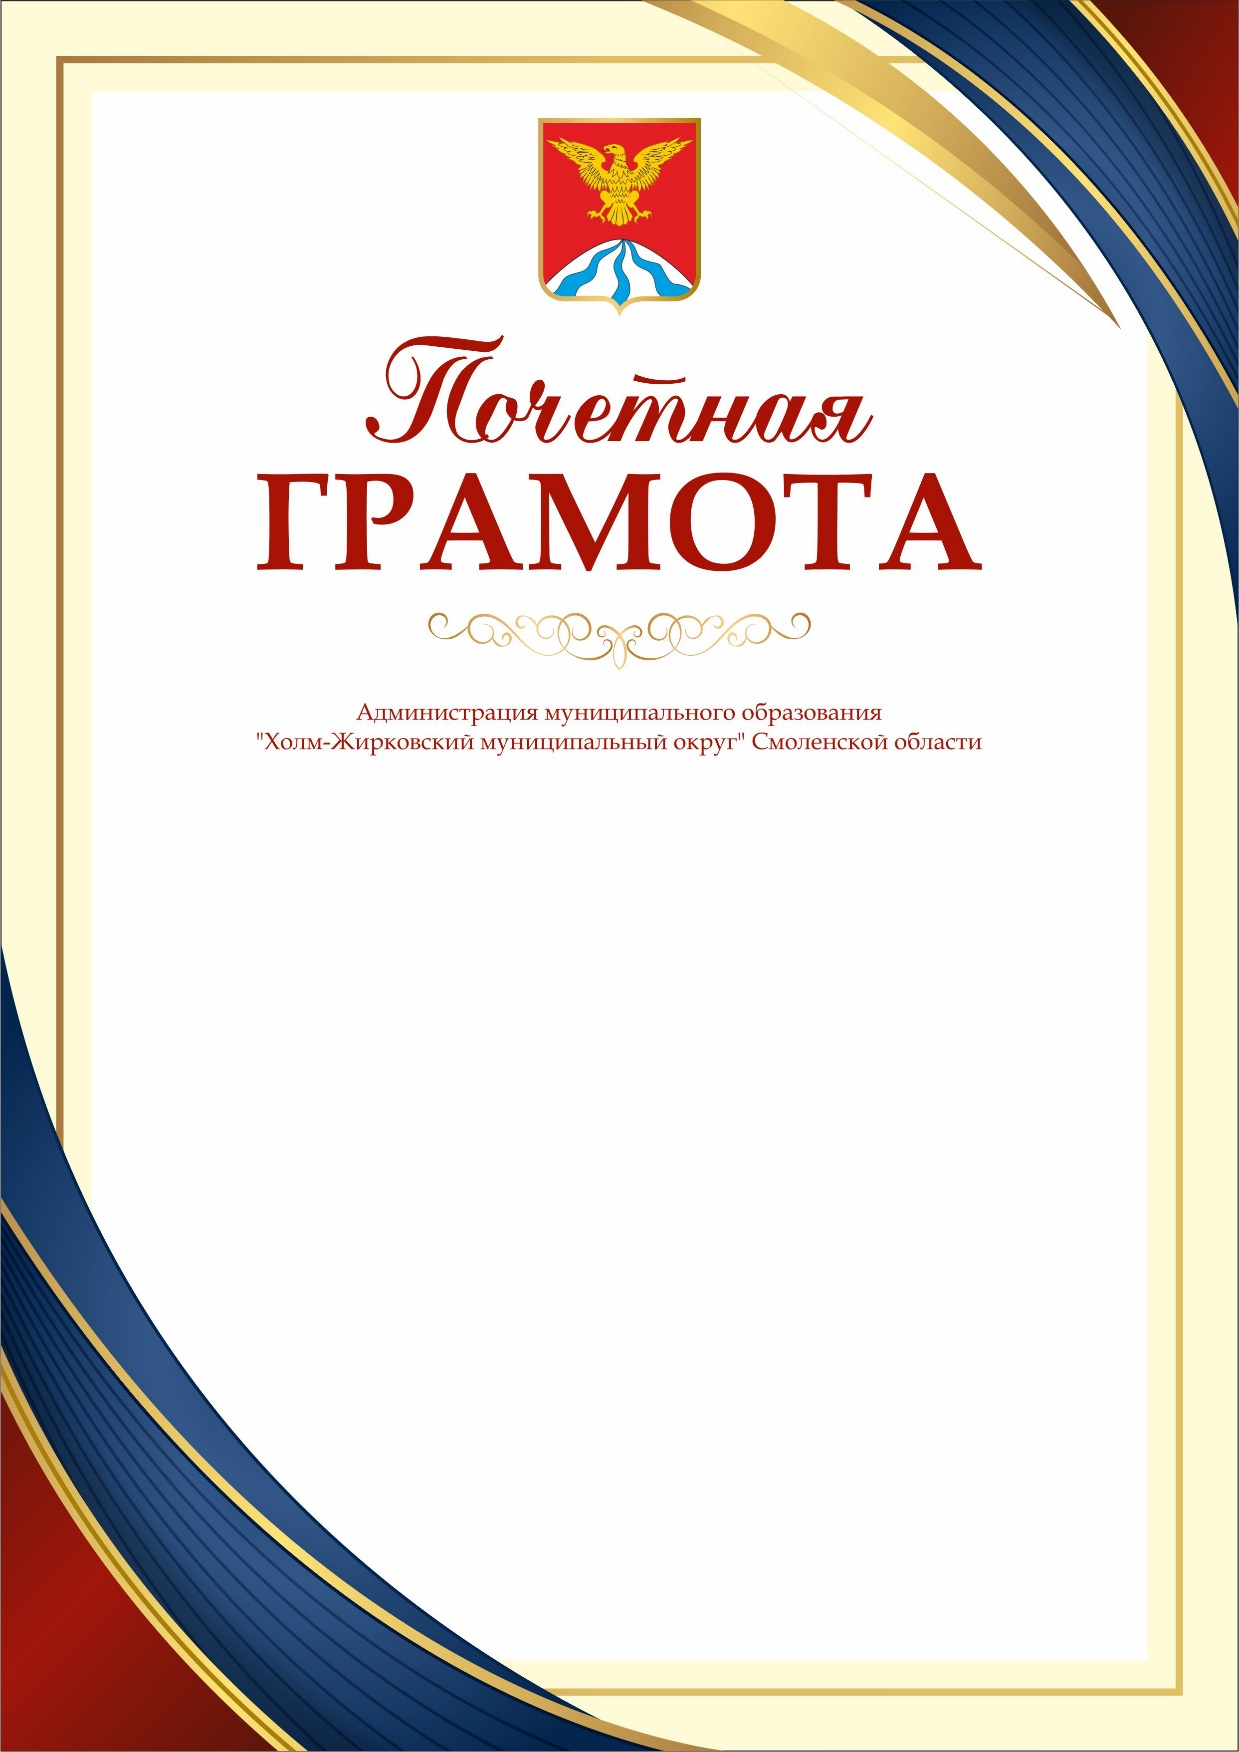 Почетная
ГРАМОТА
Администрация муниципального образования
"Холм-Жирковский муниципальный округ" Смоленской области